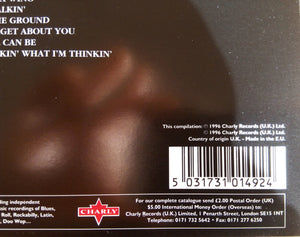 A WING
ALKIN'
HE GROUND
GET ABOUT YOU
CAN BE
KIN' WHAT I'M THINKIN'
This compilation: ℗ 1996 Charly Records (U.K.) Ltd.
© 1996 Charly Records (U.K.) Ltd.
Country of origin U.K. - Made in the E.U.
5 031731 014924
ding independent
usic recordings of Blues,
Roll, Rockabilly, Latin,
, Doo Wop...
CHARLY
For our complete catalogue send £2.00 Postal Order (UK)
$5.00 International Money Order (Overseas) to:
Charly Records (U.K.) Limited, 1 Penarth Street, London SE15 1NT
Telephone: 0171 732 5642 • Fax: 0171 277 6250